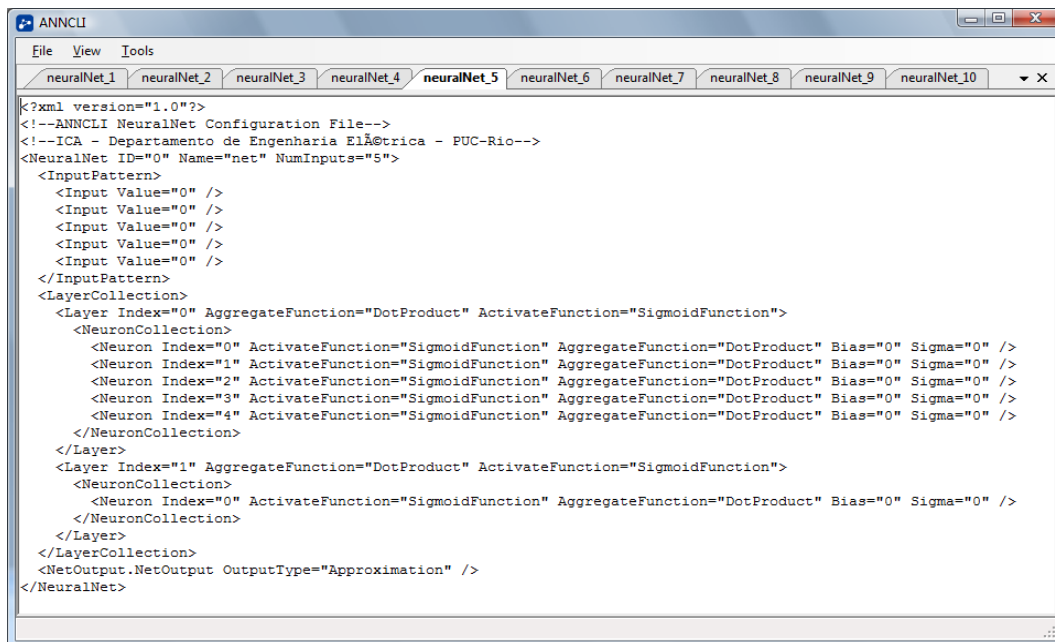 ANNCLI
File View Tools
neuralNet_1 neuralNet_2 neuralNet_3 neuralNet_4 neuralNet_5 neuralNet_6 neuralNet_7 neuralNet_8 neuralNet_9 neuralNet_10
<?xml version="1.0"?>
<!--ANNCLI NeuralNet Configuration File-->
<!--ICA - Departamento de Engenharia ElÃ©trica - PUC-Rio-->
<NeuralNet ID="0" Name="net" NumInputs="5">
  <InputPattern>
    <Input Value="0" />
    <Input Value="0" />
    <Input Value="0" />
    <Input Value="0" />
    <Input Value="0" />
  </InputPattern>
  <LayerCollection>
    <Layer Index="0" AggregateFunction="DotProduct" ActivateFunction="SigmoidFunction">
      <NeuronCollection>
        <Neuron Index="0" ActivateFunction="SigmoidFunction" AggregateFunction="DotProduct" Bias="0" Sigma="0" />
        <Neuron Index="1" ActivateFunction="SigmoidFunction" AggregateFunction="DotProduct" Bias="0" Sigma="0" />
        <Neuron Index="2" ActivateFunction="SigmoidFunction" AggregateFunction="DotProduct" Bias="0" Sigma="0" />
        <Neuron Index="3" ActivateFunction="SigmoidFunction" AggregateFunction="DotProduct" Bias="0" Sigma="0" />
        <Neuron Index="4" ActivateFunction="SigmoidFunction" AggregateFunction="DotProduct" Bias="0" Sigma="0" />
      </NeuronCollection>
    </Layer>
    <Layer Index="1" AggregateFunction="DotProduct" ActivateFunction="SigmoidFunction">
      <NeuronCollection>
        <Neuron Index="0" ActivateFunction="SigmoidFunction" AggregateFunction="DotProduct" Bias="0" Sigma="0" />
      </NeuronCollection>
    </Layer>
  </LayerCollection>
  <NetOutput.NetOutput OutputType="Approximation" />
</NeuralNet>